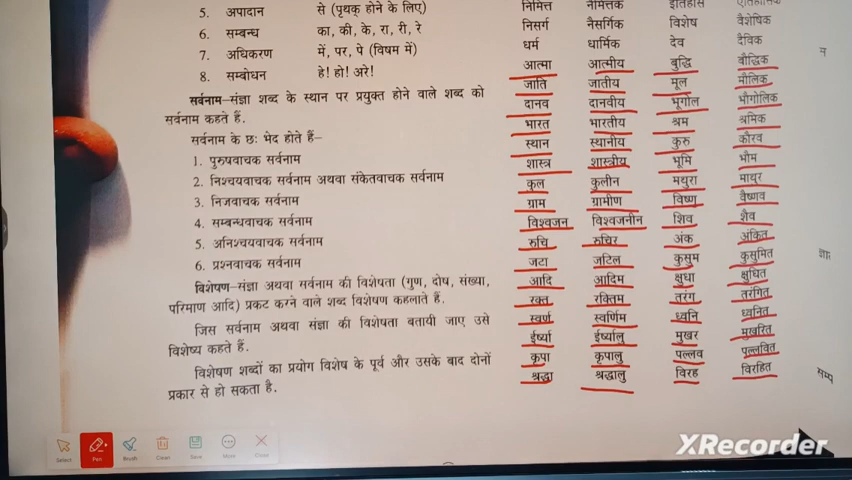 5. अपादान से (पृथक् होने के लिए)
6. सम्बन्ध का, की, के, रा, री, रे
7. अधिकरण में, पर, पे (विषम में)
8. सम्बोधन हे! हो! अरे!
सर्वनाम–संज्ञा शब्द के स्थान पर प्रयुक्त होने वाले शब्द को
सर्वनाम कहते हैं.
सर्वनाम के छः भेद होते हैं–
1. पुरुषवाचक सर्वनाम
2. निश्चयवाचक सर्वनाम अथवा संकेतवाचक सर्वनाम
3. निजवाचक सर्वनाम
4. सम्बन्धवाचक सर्वनाम
5. अनिश्चयवाचक सर्वनाम
6. प्रश्नवाचक सर्वनाम
विशेषण–संज्ञा अथवा सर्वनाम की विशेषता (गुण, दोष, संख्या,
परिमाण आदि) प्रकट करने वाले शब्द विशेषण कहलाते हैं.
जिस सर्वनाम अथवा संज्ञा की विशेषता बतायी जाए उसे
विशेष्य कहते हैं.
विशेषण शब्दों का प्रयोग विशेष के पूर्व और उसके बाद दोनों
प्रकार से हो सकता है.
निमित्त नैमित्तिक इतिहास ऐतिहासिक
निसर्ग नैसर्गिक विशेष वैशेषिक
धर्म धार्मिक देव दैविक
आत्मा आत्मीय बुद्धि बौद्धिक
जाति जातीय मूल मौलिक
दानव दानवीय भूगोल भौगोलिक
भारत भारतीय श्रम श्रमिक
स्थान स्थानीय कुरु कौरव
शास्त्र शास्त्रीय भूमि भौम
कुल कुलीन मथुरा माथुर
ग्राम ग्रामीण विष्णु वैष्णव
विश्वजन विश्वजनीन शिव शैव
रुचि रुचिर अंक अंकित
जटा जटिल कुसुम कुसुमित
आदि आदिम क्षुधा क्षुधित
रक्त रक्तिम तरंग तरंगित
स्वर्ण स्वर्णिम ध्वनि ध्वनित
ईर्ष्या ईर्ष्यालु मुखर मुखरित
कृपा कृपालु पल्लव पल्लवित
श्रद्धा श्रद्धालु विरह विरहित
Select Pen Brush Clean Save More Close
XRecorder